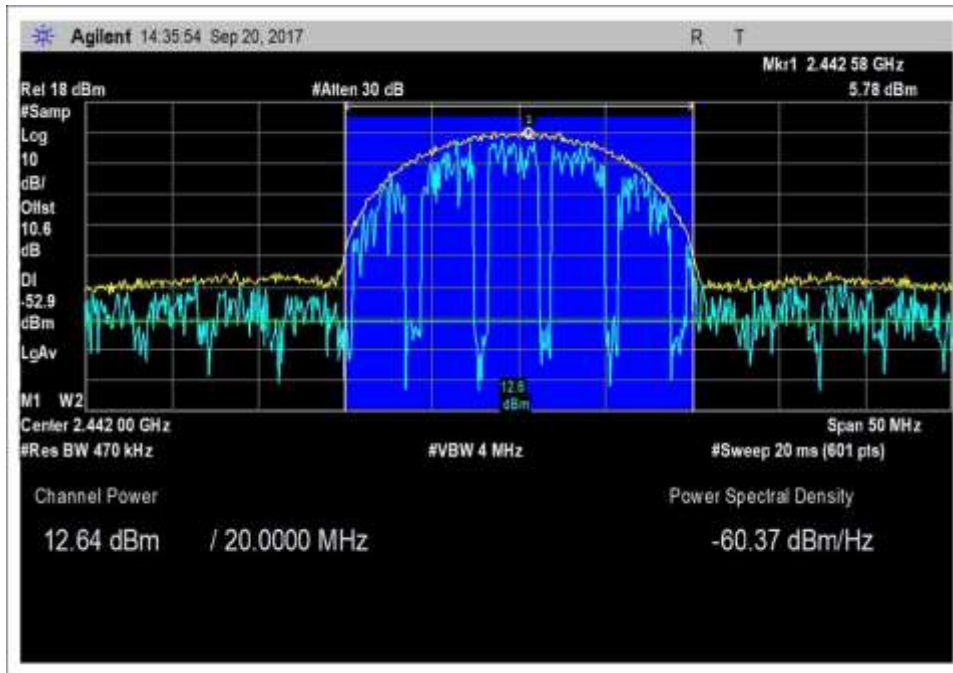 Agilent 14:35:54 Sep 20, 2017
R T
Mkr1 2.442 58 GHz
Ref 18 dBm #Atten 30 dB 5.78 dBm
#Samp
Log
10
dB/
Offst
10.6
dB
DI
-52.9
dBm
LgAv
M1 W2
1
12.6
dBm
Center 2.442 00 GHz Span 50 MHz
#Res BW 470 kHz #VBW 4 MHz #Sweep 20 ms (601 pts)
Channel Power Power Spectral Density
12.64 dBm / 20.0000 MHz -60.37 dBm/Hz